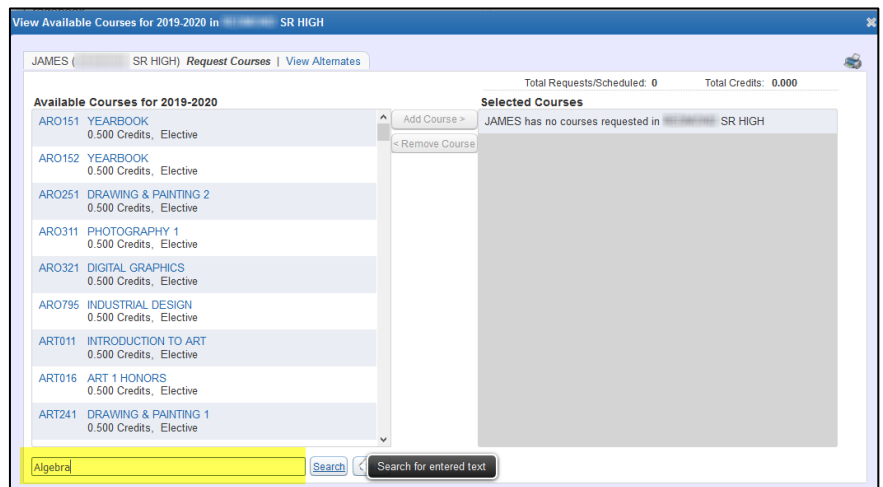 View Available Courses for 2019-2020 in SR HIGH
JAMES ( SR HIGH) Request Courses | View Alternates
Total Requests/Scheduled: 0 Total Credits: 0.000
Available Courses for 2019-2020
Selected Courses
ARO151 YEARBOOK
0.500 Credits, Elective
ARO152 YEARBOOK
0.500 Credits, Elective
ARO251 DRAWING & PAINTING 2
0.500 Credits, Elective
ARO311 PHOTOGRAPHY 1
0.500 Credits, Elective
ARO321 DIGITAL GRAPHICS
0.500 Credits, Elective
ARO795 INDUSTRIAL DESIGN
0.500 Credits, Elective
ART011 INTRODUCTION TO ART
0.500 Credits, Elective
ART016 ART 1 HONORS
0.500 Credits, Elective
ART241 DRAWING & PAINTING 1
0.500 Credits, Elective
Add Course >
< Remove Course
JAMES has no courses requested in SR HIGH
Algebra
Search
Search for entered text